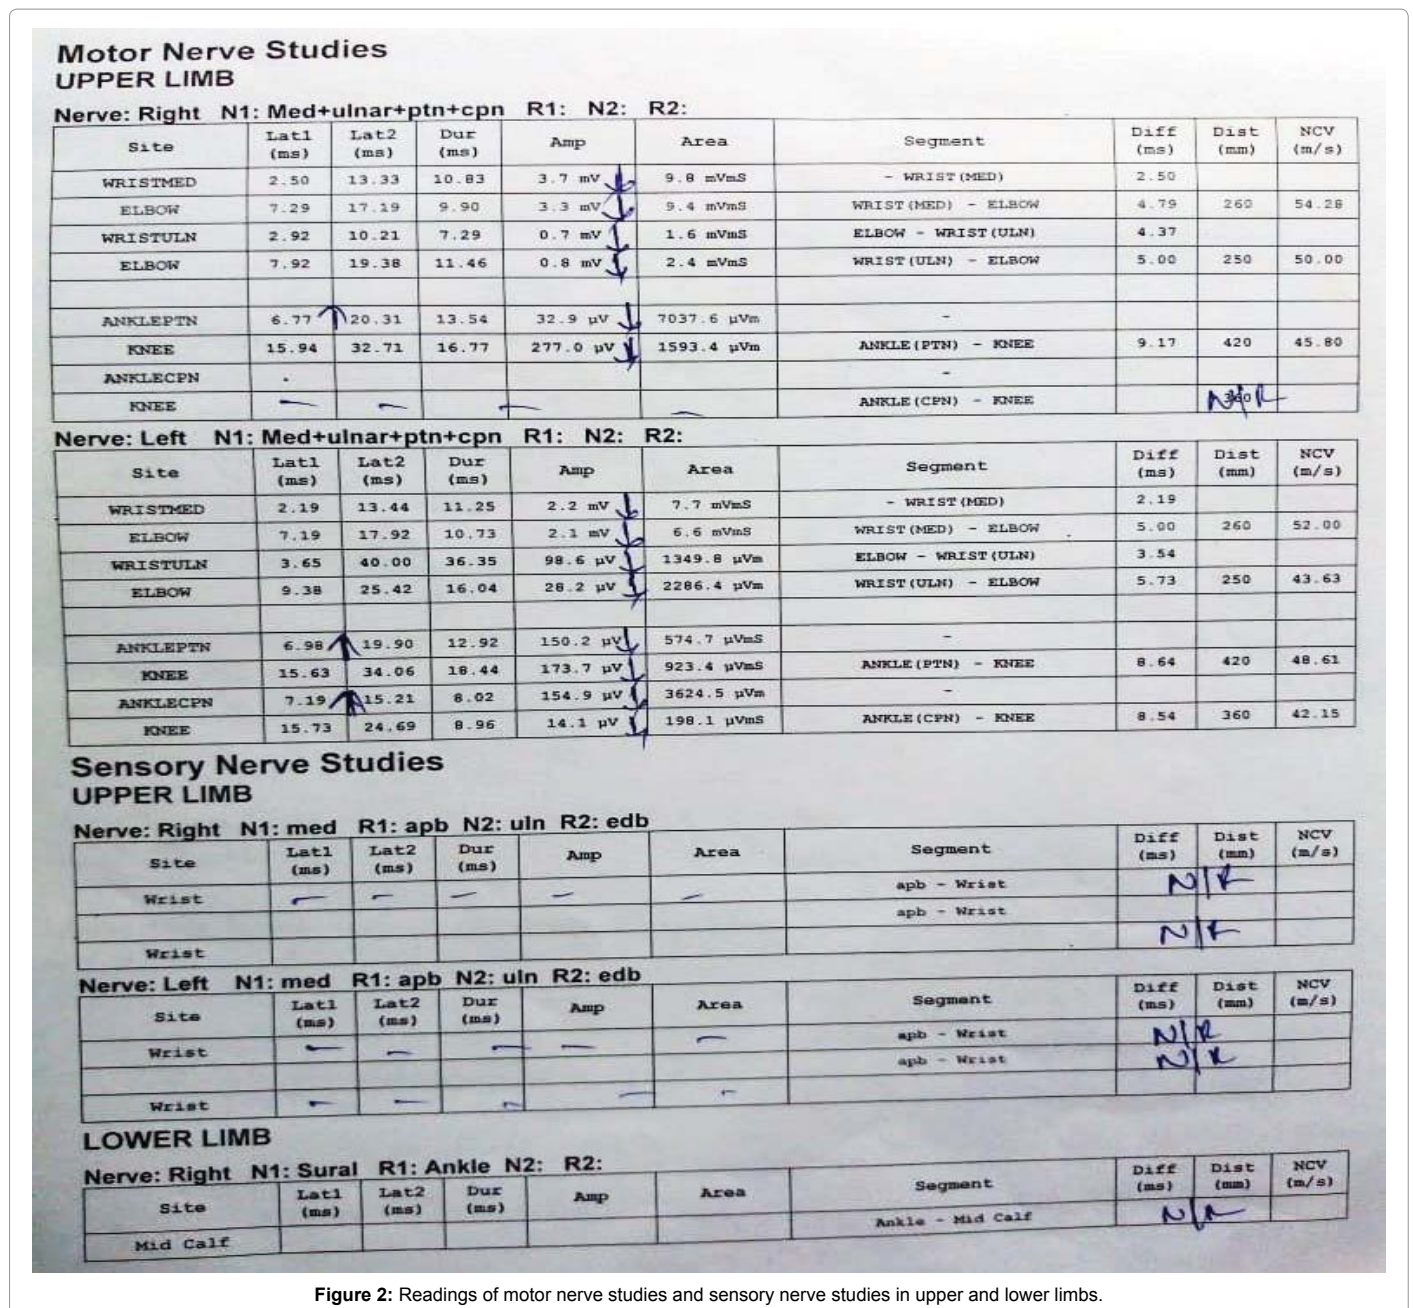 Motor Nerve Studies
UPPER LIMB
Nerve: Right N1: Med+ulnar+ptn+cpn R1: N2: R2:
Site Lat1 (ms) Lat2 (ms) Dur (ms) Amp Area Segment Diff (ms) Dist (mm) NCV (m/s)
WRISTMED 2.50 13.33 10.83 3.7 mV ↓ 9.8 mVmS - WRIST(MED) 2.50
ELBOW 7.29 17.19 9.90 3.3 mV ↓ 9.4 mVmS WRIST(MED) - ELBOW 4.79 260 54.28
WRISTULN 2.92 10.21 7.29 0.7 mV ↓ 1.6 mVmS ELBOW - WRIST(ULN) 4.37
ELBOW 7.92 19.38 11.46 0.8 mV ↓ 2.4 mVmS WRIST(ULN) - ELBOW 5.00 250 50.00
ANKLEPTN 6.77 ↑ 20.31 13.54 32.9 µV ↓ 7037.6 µVm -
KNEE 15.94 32.71 16.77 277.0 µV ↓ 1593.4 µVm ANKLE(PTN) - KNEE 9.17 420 45.80
ANKLECPN . -
KNEE - - - - ANKLE(CPN) - KNEE 360 N/R
Nerve: Left N1: Med+ulnar+ptn+cpn R1: N2: R2:
Site Lat1 (ms) Lat2 (ms) Dur (ms) Amp Area Segment Diff (ms) Dist (mm) NCV (m/s)
WRISTMED 2.19 13.44 11.25 2.2 mV ↓ 7.7 mVmS - WRIST(MED) 2.19
ELBOW 7.19 17.92 10.73 2.1 mV ↓ 6.6 mVmS WRIST(MED) - ELBOW 5.00 260 52.00
WRISTULN 3.65 40.00 36.35 98.6 µV ↓ 1349.8 µVm ELBOW - WRIST(ULN) 3.54
ELBOW 9.38 25.42 16.04 28.2 µV ↓ 2286.4 µVm WRIST(ULN) - ELBOW 5.73 250 43.63
ANKLEPTN 6.98 ↑ 19.90 12.92 150.2 µV ↓ 574.7 µVmS -
KNEE 15.63 34.06 18.44 173.7 µV ↓ 923.4 µVmS ANKLE(PTN) - KNEE 8.64 420 48.61
ANKLECPN 7.19 ↑ 15.21 8.02 154.9 µV ↓ 3624.5 µVm -
KNEE 15.73 24.69 8.96 14.1 µV ↓ 198.1 µVmS ANKLE(CPN) - KNEE 8.54 360 42.15
Sensory Nerve Studies
UPPER LIMB
Nerve: Right N1: med R1: apb N2: uln R2: edb
Site Lat1 (ms) Lat2 (ms) Dur (ms) Amp Area Segment Diff (ms) Dist (mm) NCV (m/s)
Wrist - - - - - apb - Wrist N/R
apb - Wrist
Wrist N/R
Nerve: Left N1: med R1: apb N2: uln R2: edb
Site Lat1 (ms) Lat2 (ms) Dur (ms) Amp Area Segment Diff (ms) Dist (mm) NCV (m/s)
Wrist - - - - - apb - Wrist N/R
apb - Wrist N/R
Wrist - - - - -
LOWER LIMB
Nerve: Right N1: Sural R1: Ankle N2: R2:
Site Lat1 (ms) Lat2 (ms) Dur (ms) Amp Area Segment Diff (ms) Dist (mm) NCV (m/s)
Mid Calf Ankle - Mid Calf N/R
Figure 2: Readings of motor nerve studies and sensory nerve studies in upper and lower limbs.